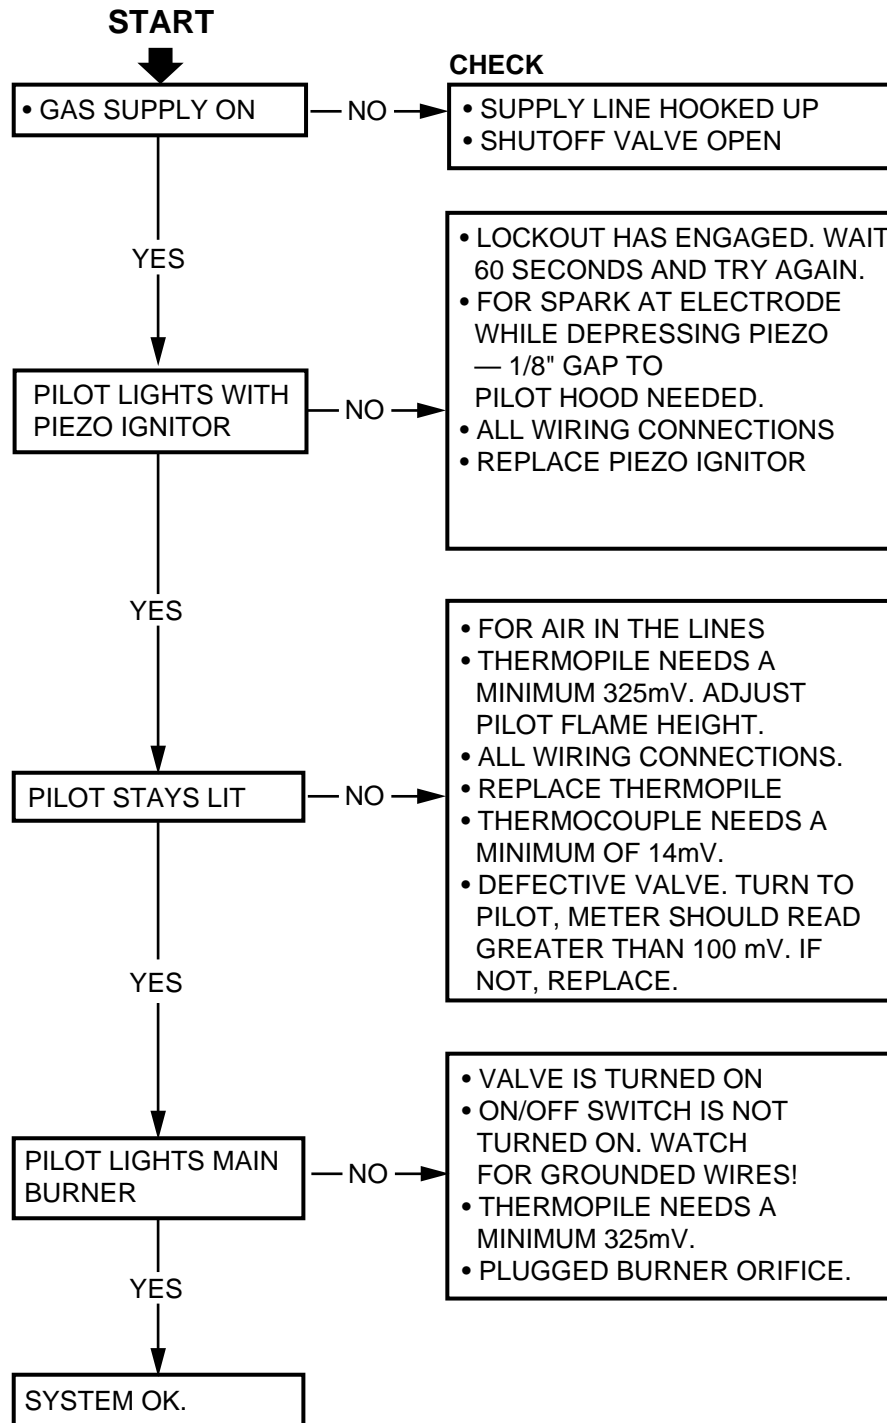 START
CHECK
• GAS SUPPLY ON
NO
• SUPPLY LINE HOOKED UP
• SHUTOFF VALVE OPEN
YES
• LOCKOUT HAS ENGAGED. WAIT
60 SECONDS AND TRY AGAIN.
• FOR SPARK AT ELECTRODE
WHILE DEPRESSING PIEZO
— 1/8" GAP TO
PILOT HOOD NEEDED.
• ALL WIRING CONNECTIONS
• REPLACE PIEZO IGNITOR
PILOT LIGHTS WITH
PIEZO IGNITOR
NO
YES
• FOR AIR IN THE LINES
• THERMOPILE NEEDS A
MINIMUM 325mV. ADJUST
PILOT FLAME HEIGHT.
• ALL WIRING CONNECTIONS.
• REPLACE THERMOPILE
• THERMOCOUPLE NEEDS A
MINIMUM OF 14mV.
• DEFECTIVE VALVE. TURN TO
PILOT, METER SHOULD READ
GREATER THAN 100 mV. IF
NOT, REPLACE.
PILOT STAYS LIT
NO
YES
• VALVE IS TURNED ON
• ON/OFF SWITCH IS NOT
TURNED ON. WATCH
FOR GROUNDED WIRES!
• THERMOPILE NEEDS A
MINIMUM 325mV.
• PLUGGED BURNER ORIFICE.
PILOT LIGHTS MAIN
BURNER
NO
YES
SYSTEM OK.